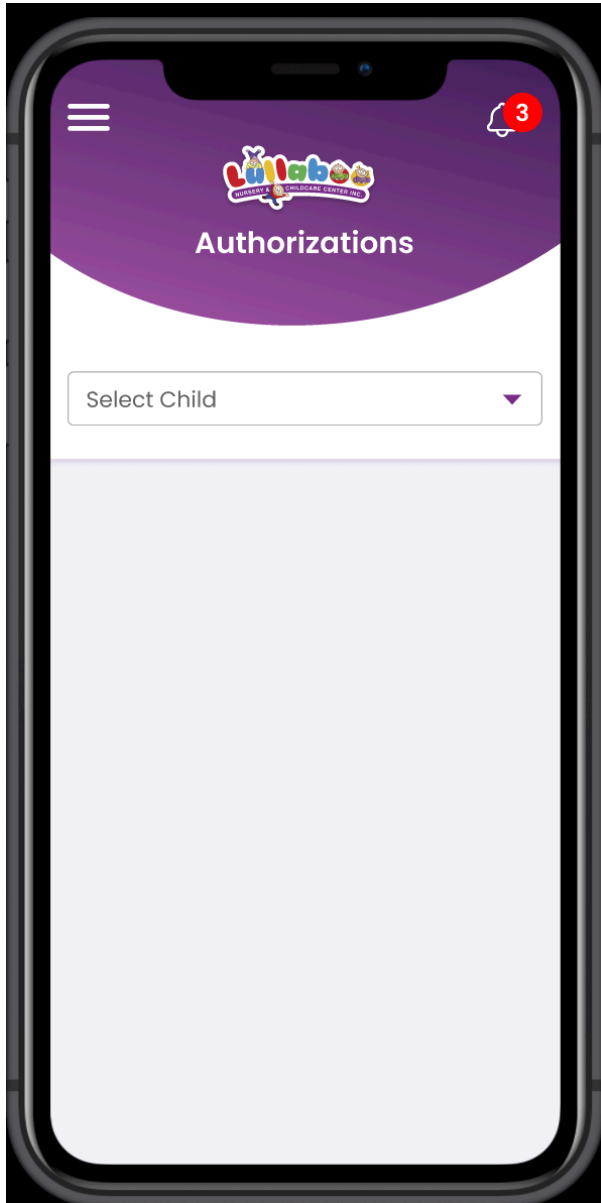 3
Lullaboo
NURSERY & CHILDCARE CENTER INC.
Authorizations
Select Child